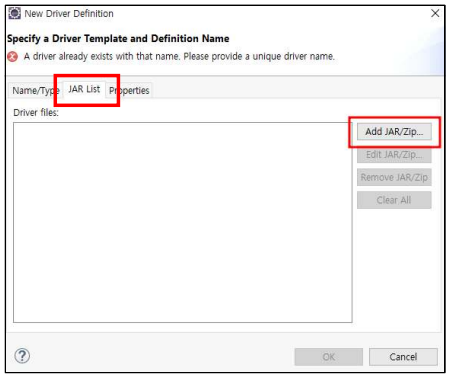 New Driver Definition
Specify a Driver Template and Definition Name
A driver already exists with that name. Please provide a unique driver name.
Name/Type JAR List Properties
Driver files:
Add JAR/Zip...
Edit JAR/Zip...
Remove JAR/Zip
Clear All
OK Cancel